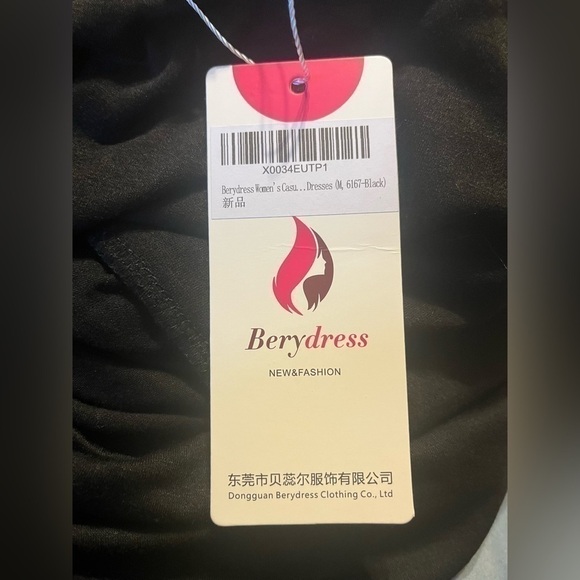 X0034EUTP1
Berydress Women's Casu...Dresses (M, 6167-Black)
新品
Berydress
NEW&FASHION
东莞市贝蕊尔服饰有限公司
Dongguan Berydress Clothing Co., Ltd